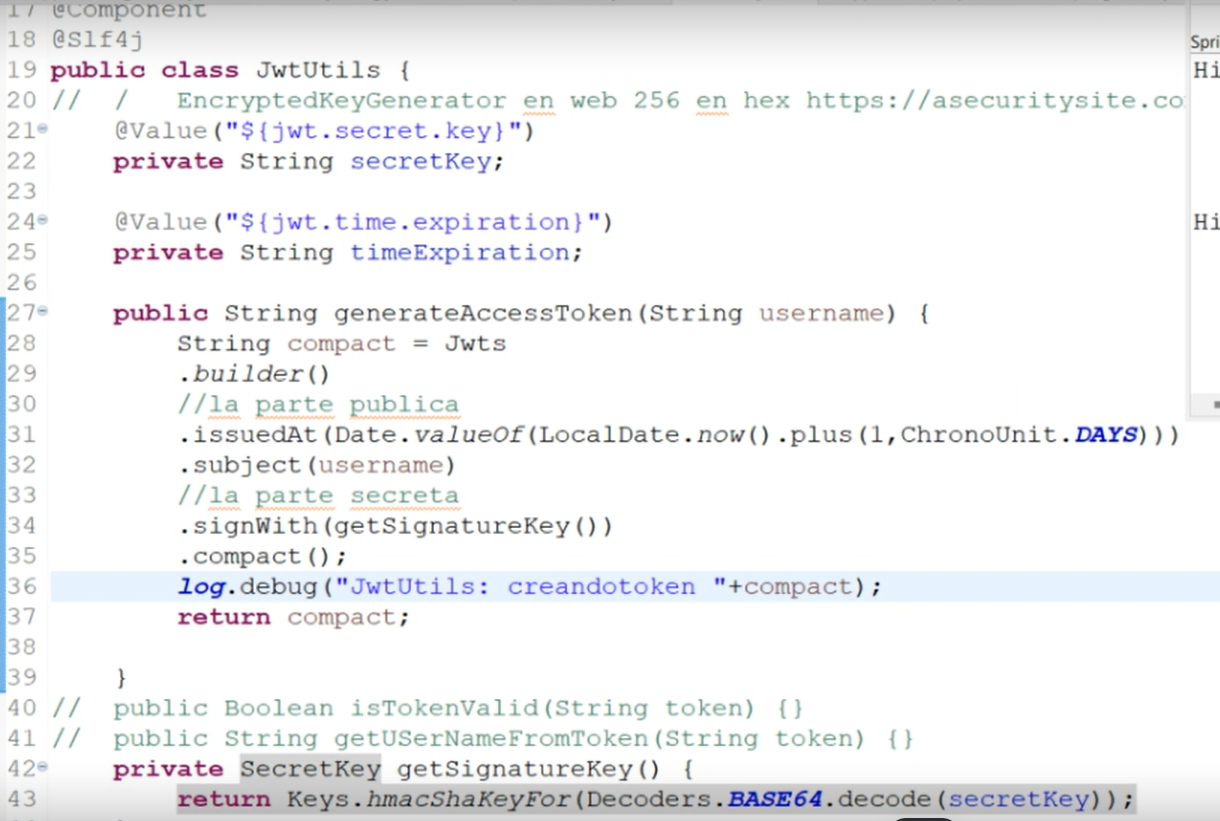 17 @Component
18 @Slf4j
19 public class JwtUtils {
20 // / EncryptedKeyGenerator en web 256 en hex https://asecuritysite.co
21 @Value("${jwt.secret.key}")
22 private String secretKey;
23
24 @Value("${jwt.time.expiration}")
25 private String timeExpiration;
26
27 public String generateAccessToken(String username) {
28 String compact = Jwts
29 .builder()
30 //la parte publica
31 .issuedAt(Date.valueOf(LocalDate.now().plus(1,ChronoUnit.DAYS)))
32 .subject(username)
33 //la parte secreta
34 .signWith(getSignatureKey())
35 .compact();
36 log.debug("JwtUtils: creandotoken "+compact);
37 return compact;
38
39 }
40 // public Boolean isTokenValid(String token) {}
41 // public String getUSerNameFromToken(String token) {}
42 private SecretKey getSignatureKey() {
43 return Keys.hmacShaKeyFor(Decoders.BASE64.decode(secretKey));
Spri
Hi
Hi